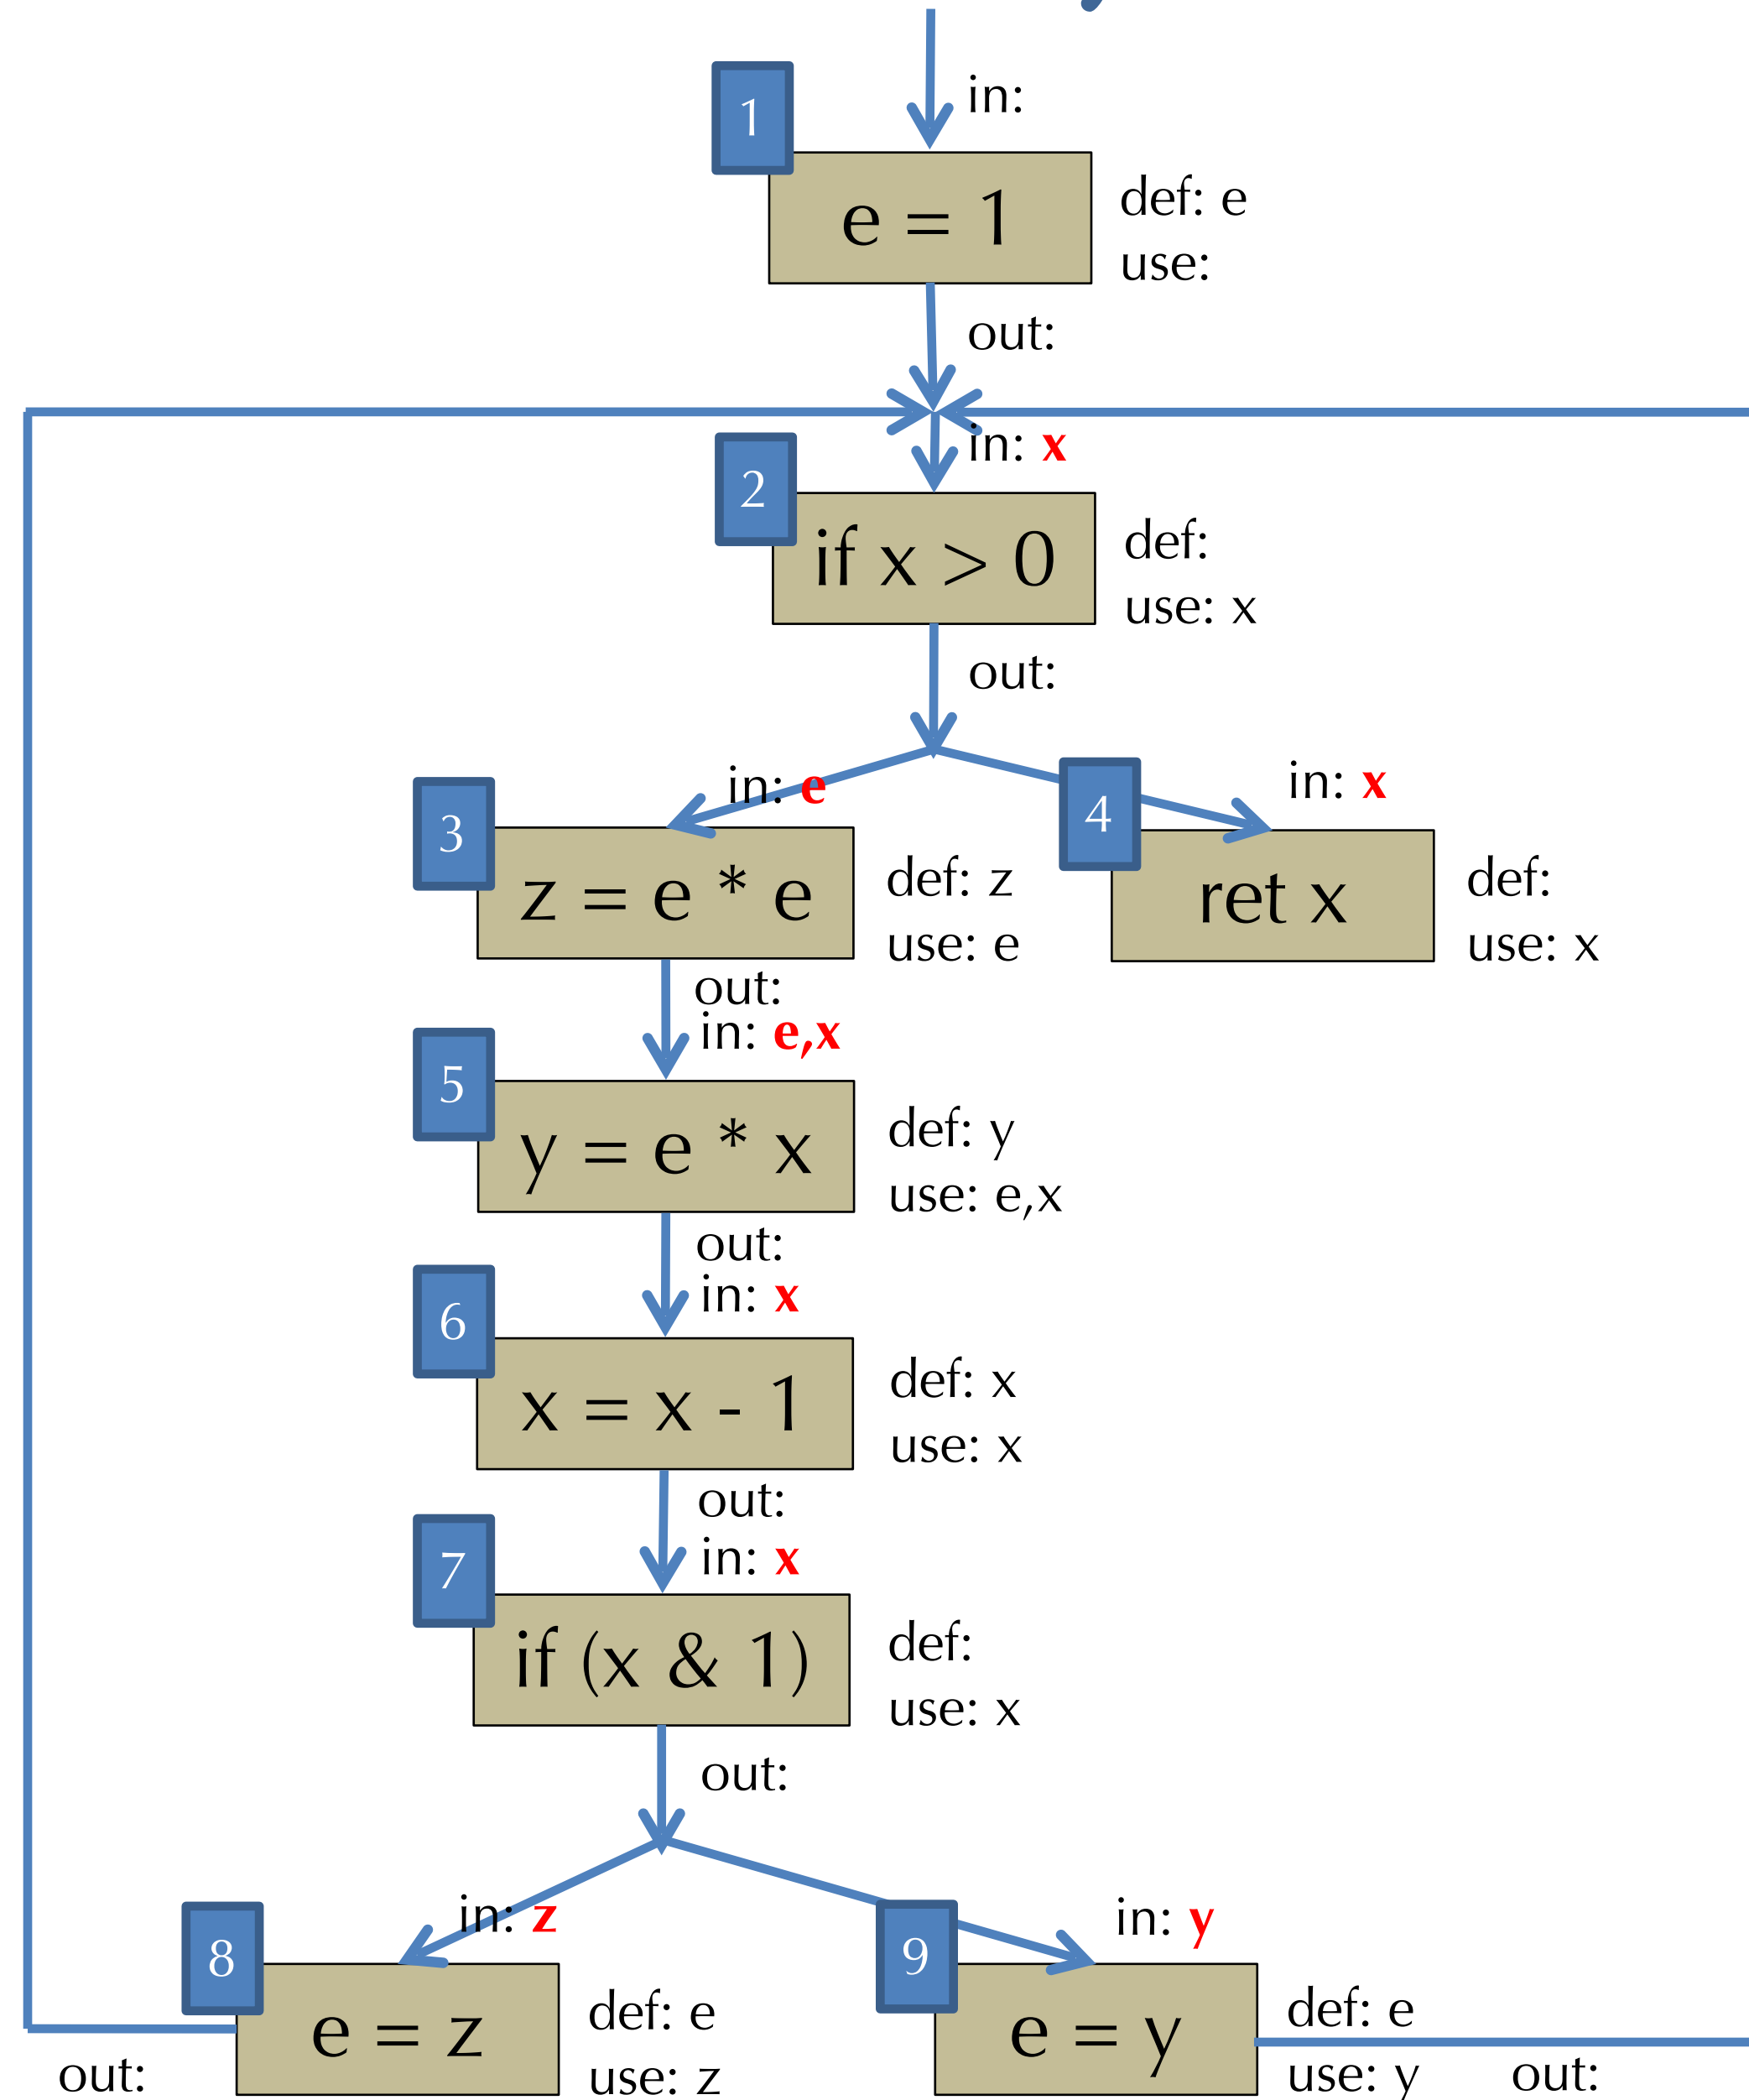 in:
1
e = 1
def: e
use:
out:
in: x
2
if x > 0
def:
use: x
out:
in: e
3
z = e * e
def: z
use: e
out:
in: x
4
ret x
def:
use: x
in: e,x
5
y = e * x
def: y
use: e,x
out:
in: x
6
x = x - 1
def: x
use: x
out:
in: x
7
if (x & 1)
def:
use: x
out:
in: z
8
e = z
def: e
use: z
out:
in: y
9
e = y
def: e
use: y
out: